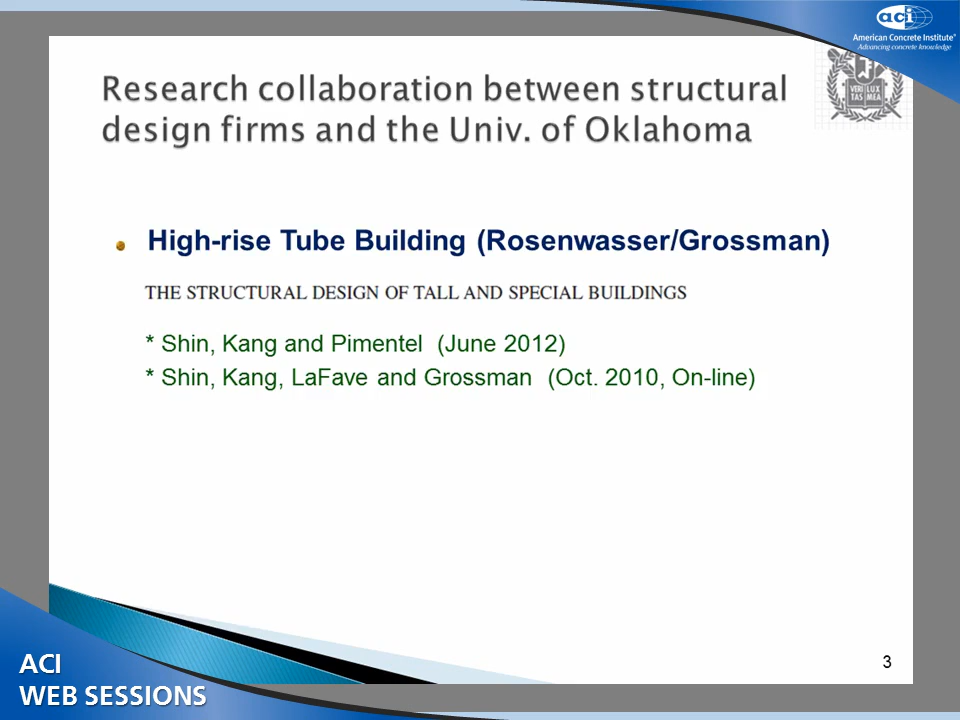 aci
American Concrete Institute®
Advancing concrete knowledge
Research collaboration between structural
design firms and the Univ. of Oklahoma
VERI LUX
TAS MEA
High-rise Tube Building (Rosenwasser/Grossman)
THE STRUCTURAL DESIGN OF TALL AND SPECIAL BUILDINGS
* Shin, Kang and Pimentel (June 2012)
* Shin, Kang, LaFave and Grossman (Oct. 2010, On-line)
3
ACI
WEB SESSIONS